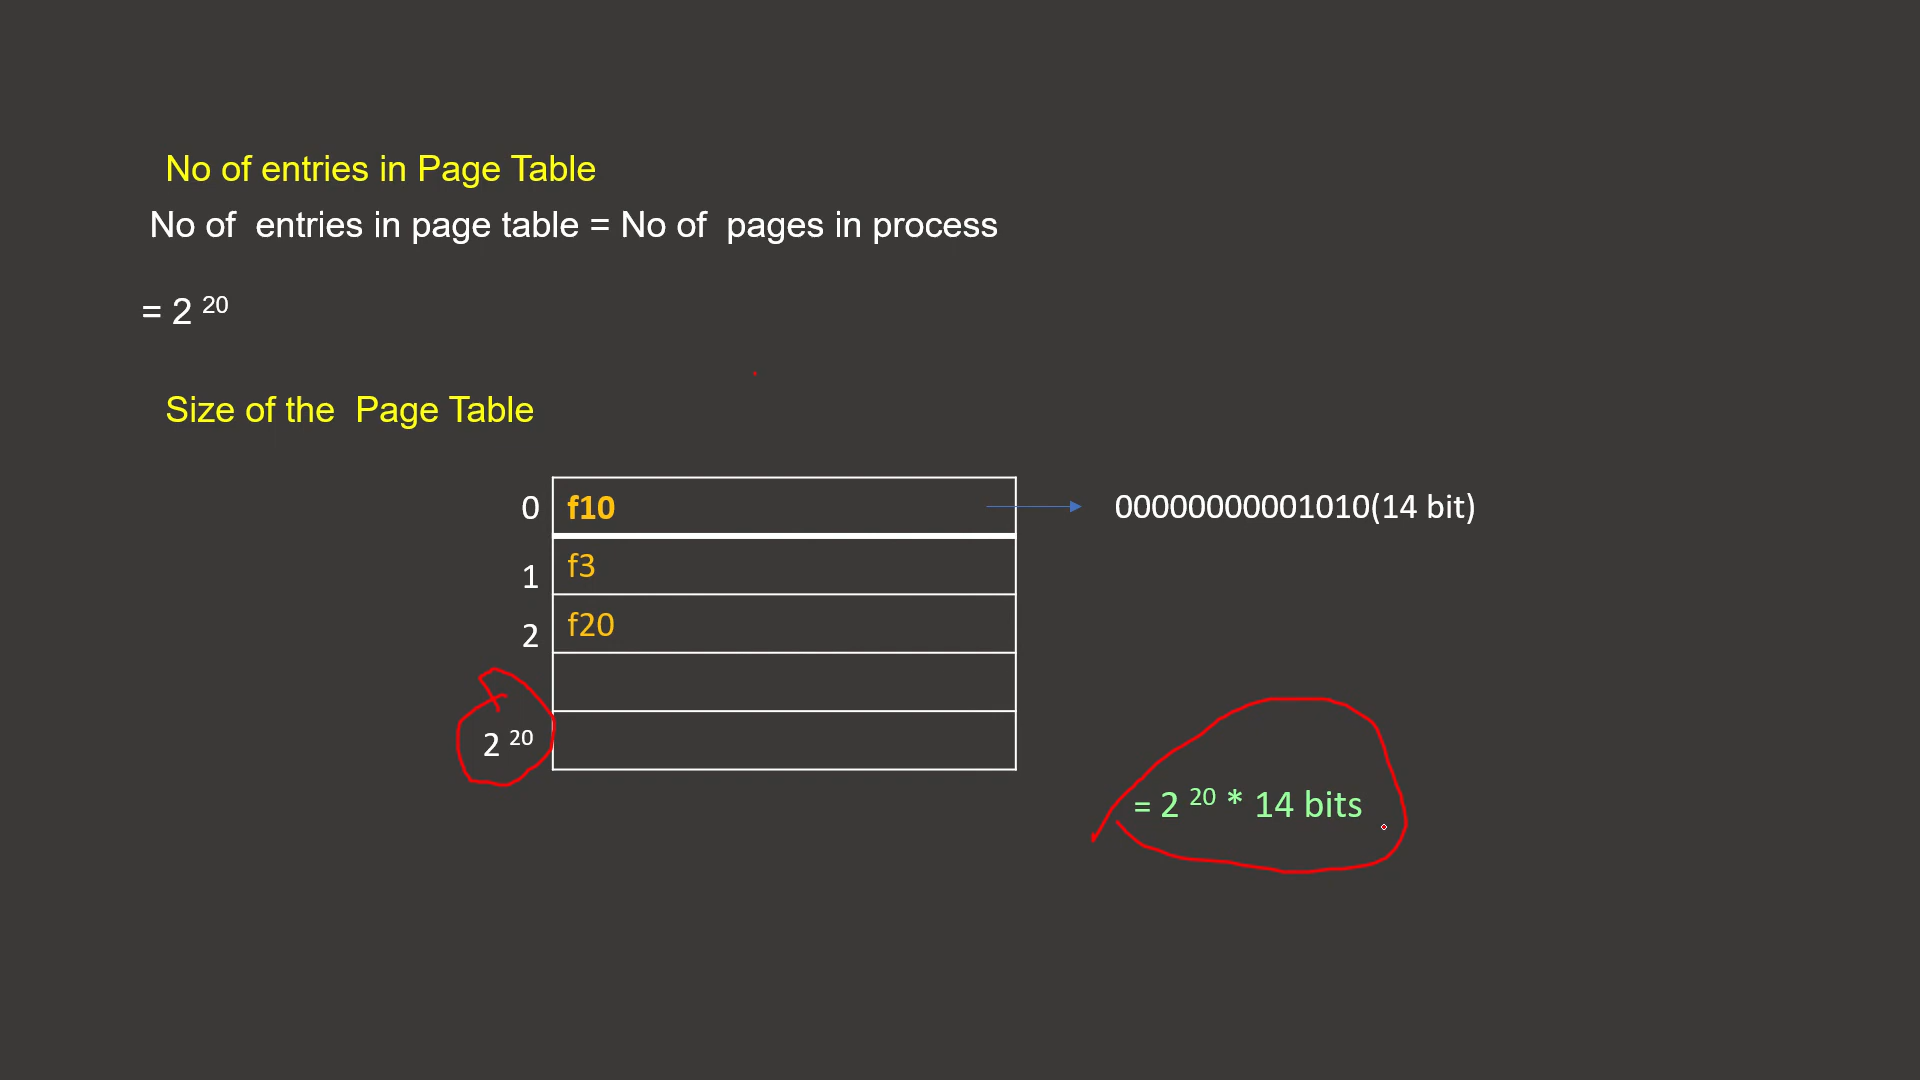 No of entries in Page Table
No of entries in page table = No of pages in process
= 2 20
Size of the Page Table
0 f10 00000000001010(14 bit)
1 f3
2 f20
2 20
= 2 20 * 14 bits